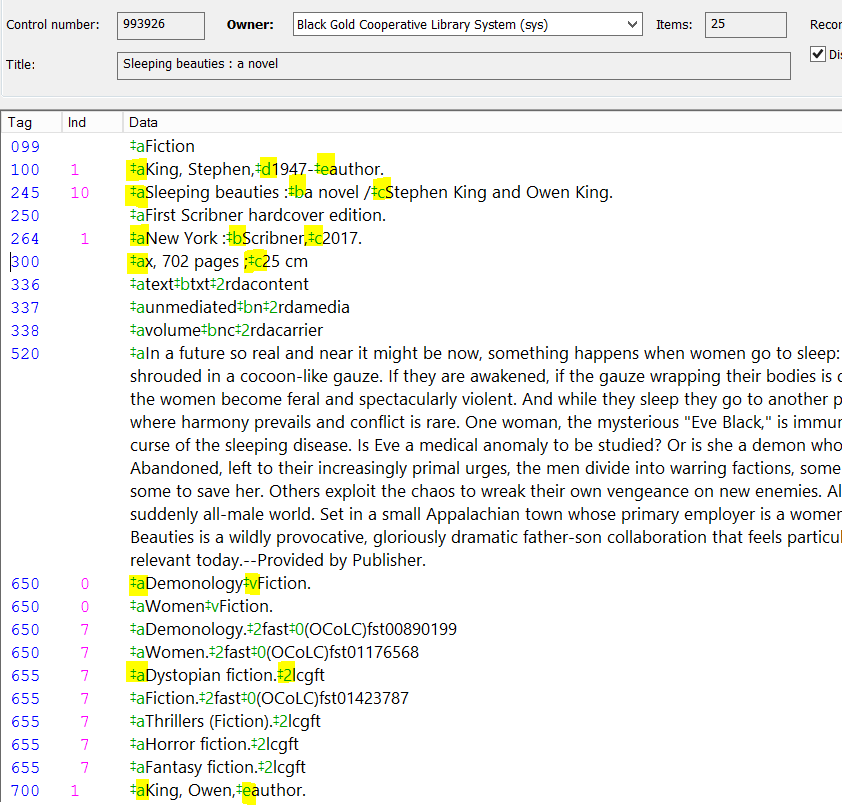 Control number: 993926 Owner: Black Gold Cooperative Library System (sys) Items: 25 Recor
Title: Sleeping beauties : a novel Dis
Tag Ind Data
099 ‡aFiction
100 1 ‡aKing, Stephen,‡d1947-‡eauthor.
245 10 ‡aSleeping beauties :‡ba novel /‡cStephen King and Owen King.
250 ‡aFirst Scribner hardcover edition.
264 1 ‡aNew York :‡bScribner,‡c2017.
300 ‡ax, 702 pages ;‡c25 cm
336 ‡atext‡btxt‡2rdacontent
337 ‡aunmediated‡bn‡2rdamedia
338 ‡avolume‡bnc‡2rdacarrier
520 ‡aIn a future so real and near it might be now, something happens when women go to sleep:
shrouded in a cocoon-like gauze. If they are awakened, if the gauze wrapping their bodies is d
the women become feral and spectacularly violent. And while they sleep they go to another p
where harmony prevails and conflict is rare. One woman, the mysterious "Eve Black," is immun
curse of the sleeping disease. Is Eve a medical anomaly to be studied? Or is she a demon who
Abandoned, left to their increasingly primal urges, the men divide into warring factions, some
some to save her. Others exploit the chaos to wreak their own vengeance on new enemies. Al
suddenly all-male world. Set in a small Appalachian town whose primary employer is a women
Beauties is a wildly provocative, gloriously dramatic father-son collaboration that feels particul
relevant today.--Provided by Publisher.
650 0 ‡aDemonology‡vFiction.
650 0 ‡aWomen‡vFiction.
650 7 ‡aDemonology.‡2fast‡0(OCoLC)fst00890199
650 7 ‡aWomen.‡2fast‡0(OCoLC)fst01176568
655 7 ‡aDystopian fiction.‡2lcgft
655 7 ‡aFiction.‡2fast‡0(OCoLC)fst01423787
655 7 ‡aThrillers (Fiction).‡2lcgft
655 7 ‡aHorror fiction.‡2lcgft
655 7 ‡aFantasy fiction.‡2lcgft
700 1 ‡aKing, Owen,‡eauthor.